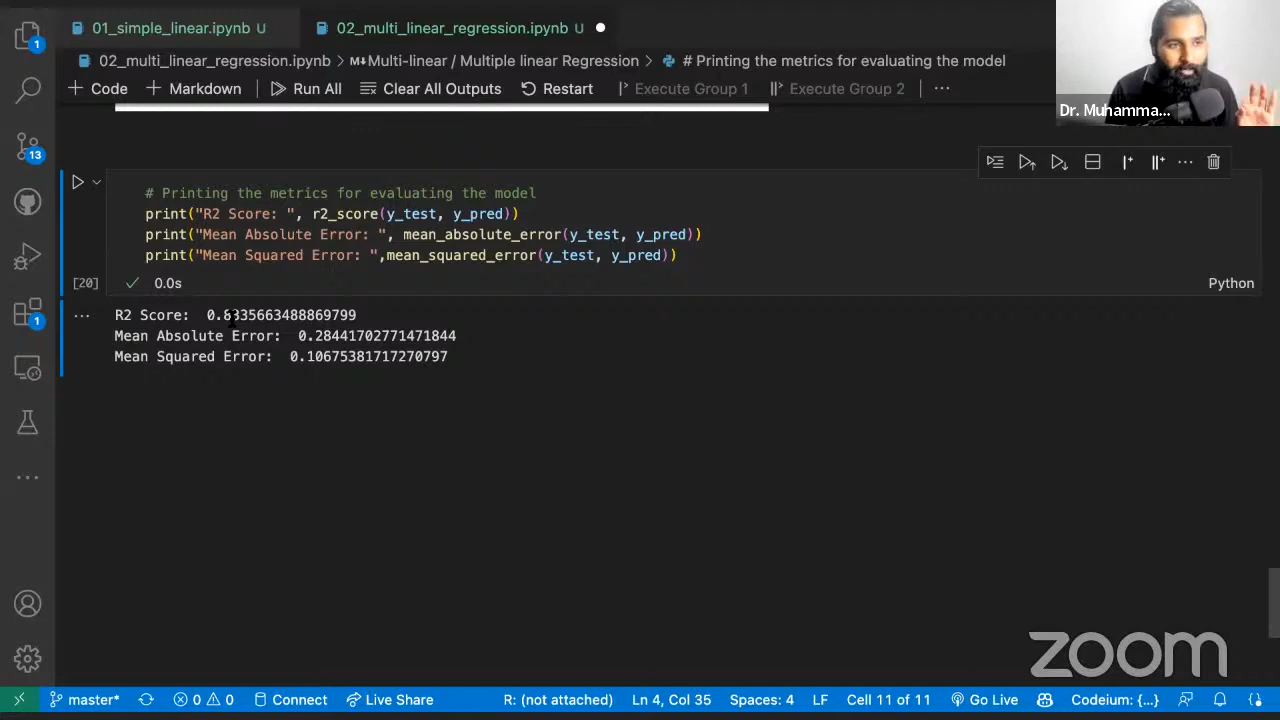 01_simple_linear.ipynb U
02_multi_linear_regression.ipynb U
02_multi_linear_regression.ipynb > M↓Multi-linear / Multiple linear Regression > # Printing the metrics for evaluating the model
+ Code + Markdown Run All Clear All Outputs Restart Execute Group 1 Execute Group 2 ...
Dr. Muhamma...
1
13
1
# Printing the metrics for evaluating the model
print("R2 Score: ", r2_score(y_test, y_pred))
print("Mean Absolute Error: ", mean_absolute_error(y_test, y_pred))
print("Mean Squared Error: ",mean_squared_error(y_test, y_pred))
[20] 0.0s Python
R2 Score: 0.8335663488869799
Mean Absolute Error: 0.28441702771471844
Mean Squared Error: 0.10675381717270797
zoom
master* 0 0 Connect Live Share R: (not attached) Ln 4, Col 35 Spaces: 4 LF Cell 11 of 11 Go Live Codeium: {...}